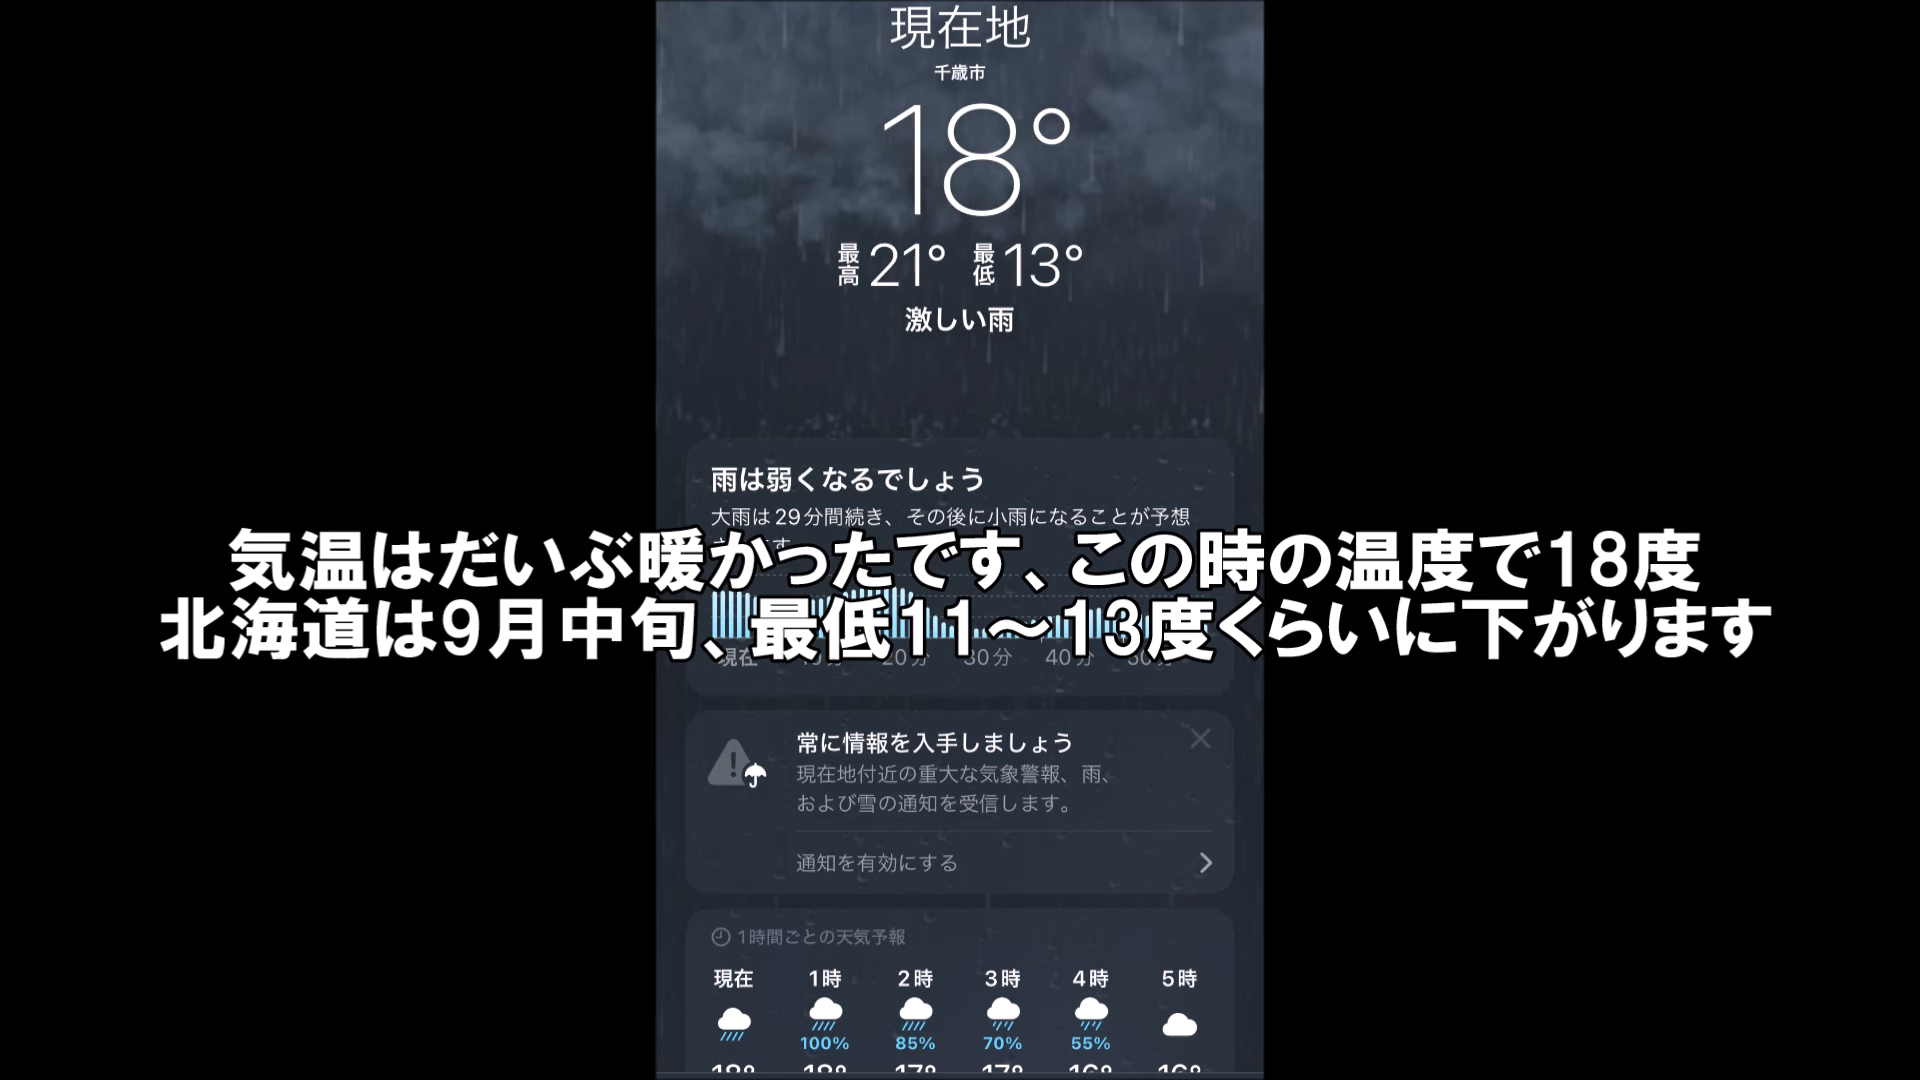 現在地
千歳市
18°
最高 21° 最低 13°
激しい雨
雨は弱くなるでしょう
大雨は29分間続き、その後に小雨になることが予想
気温はだいぶ暖かったです、この時の温度で18度
北海道は9月中旬、最低11〜13度くらいに下がります
現在 20分 30分 40分
常に情報を入手しましょう
現在地付近の重大な気象警報、雨、
および雪の通知を受信します。
通知を有効にする
1時間ごとの天気予報
現在 1時 2時 3時 4時 5時
100% 85% 70% 55%
18° 18° 17° 17° 16° 16°